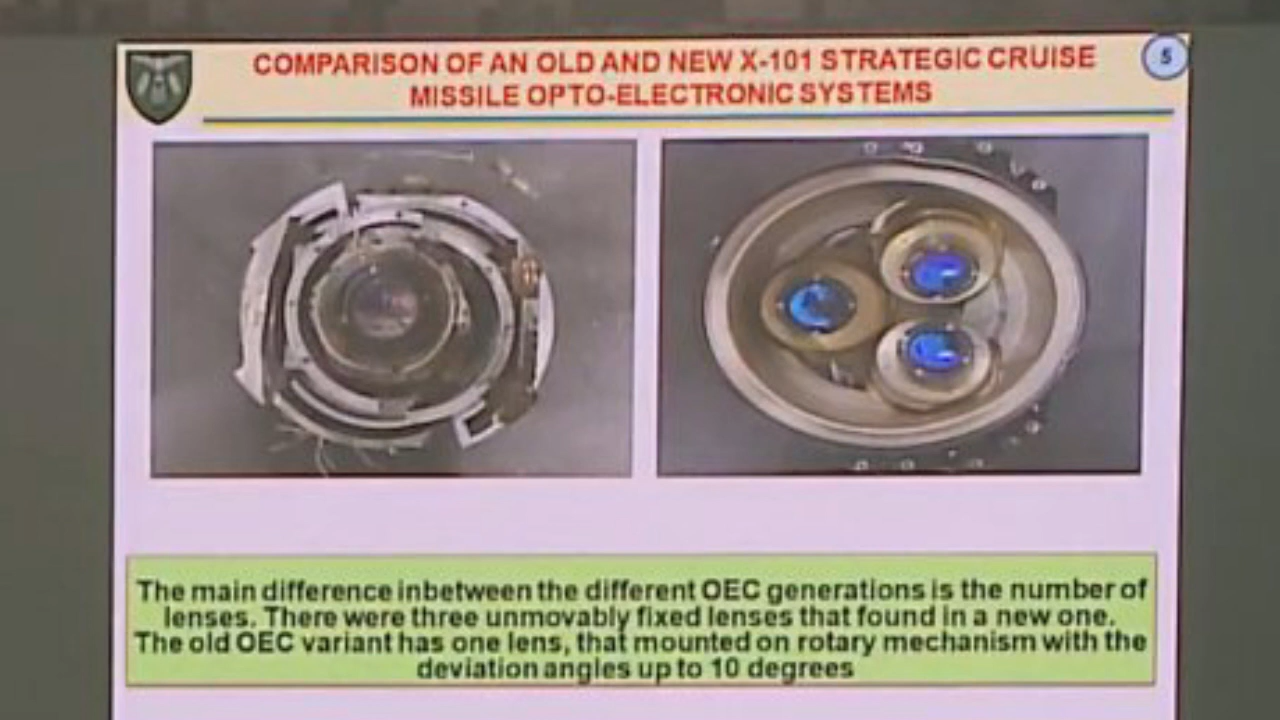 COMPARISON OF AN OLD AND NEW X-101 STRATEGIC CRUISE
MISSILE OPTO-ELECTRONIC SYSTEMS
5
The main difference inbetween the different OEC generations is the number of
lenses. There were three unmovably fixed lenses that found in a new one.
The old OEC variant has one lens, that mounted on rotary mechanism with the
deviation angles up to 10 degrees